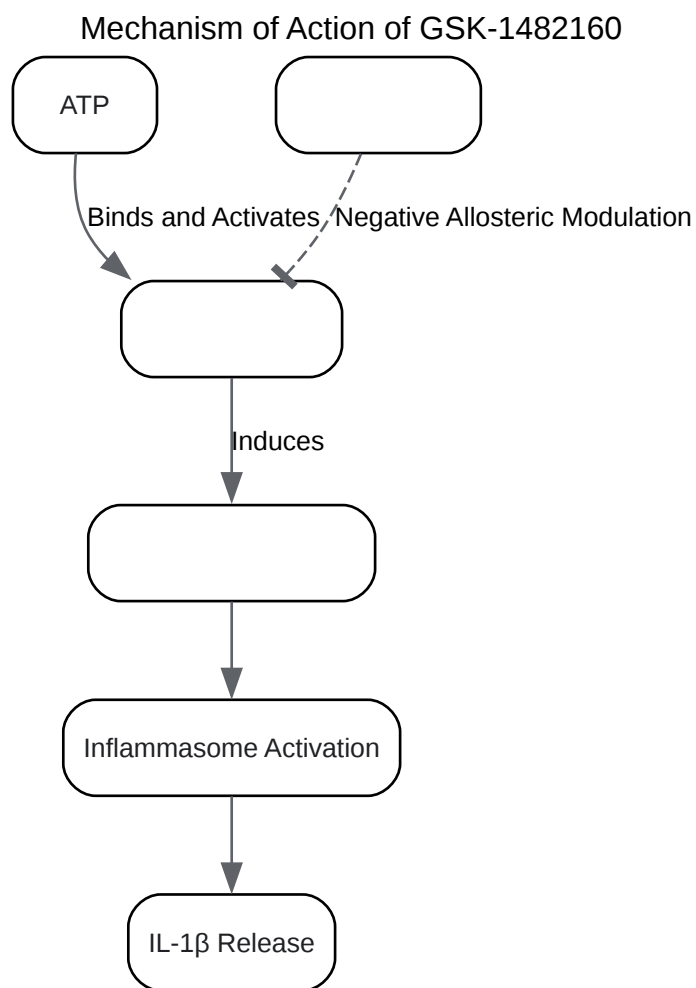 Mechanism of Action of GSK-1482160
ATP
Binds and Activates
Negative Allosteric Modulation
Induces
Inflammasome Activation
IL-1β Release